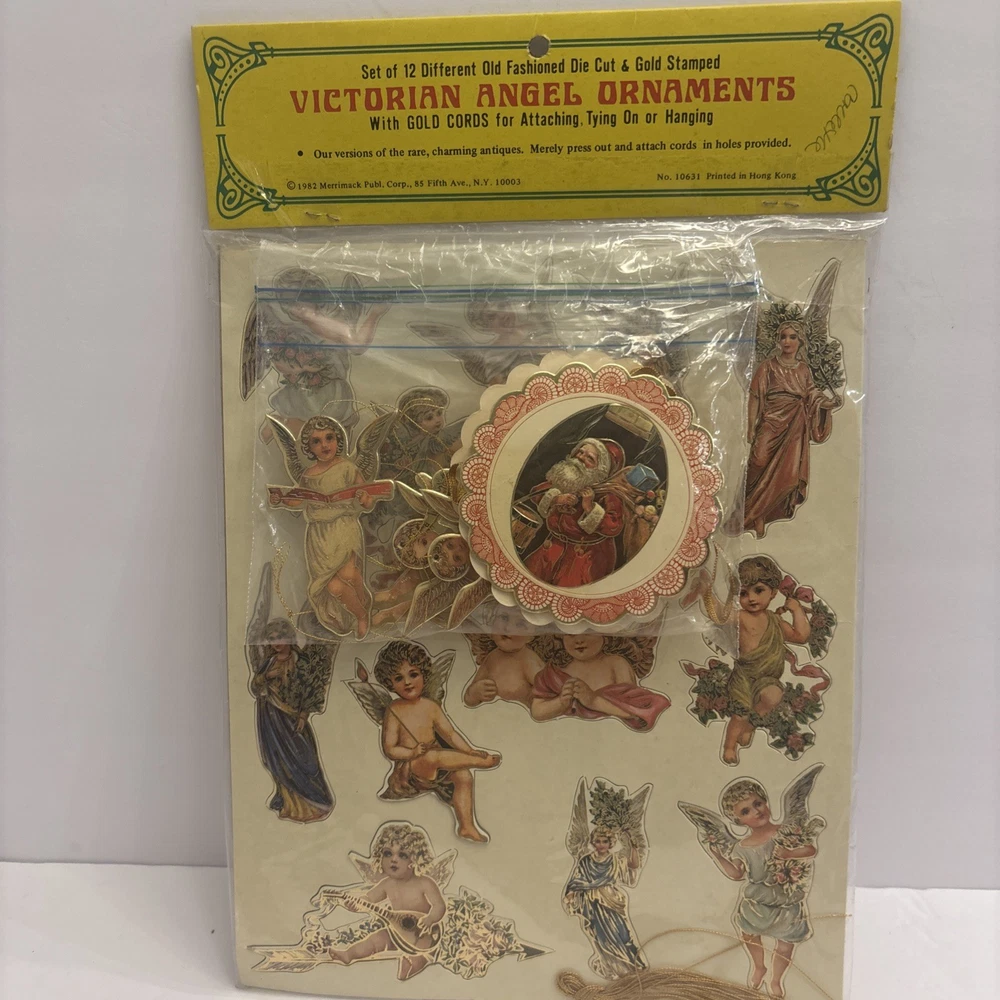 Set of 12 Different Old Fashioned Die Cut & Gold Stamped
VICTORIAN ANGEL ORNAMENTS
With GOLD CORDS for Attaching, Tying On or Hanging
• Our versions of the rare, charming antiques. Merely press out and attach cords in holes provided.
© 1982 Merrimack Publ. Corp., 85 Fifth Ave., N.Y. 10003
No. 10631 Printed in Hong Kong